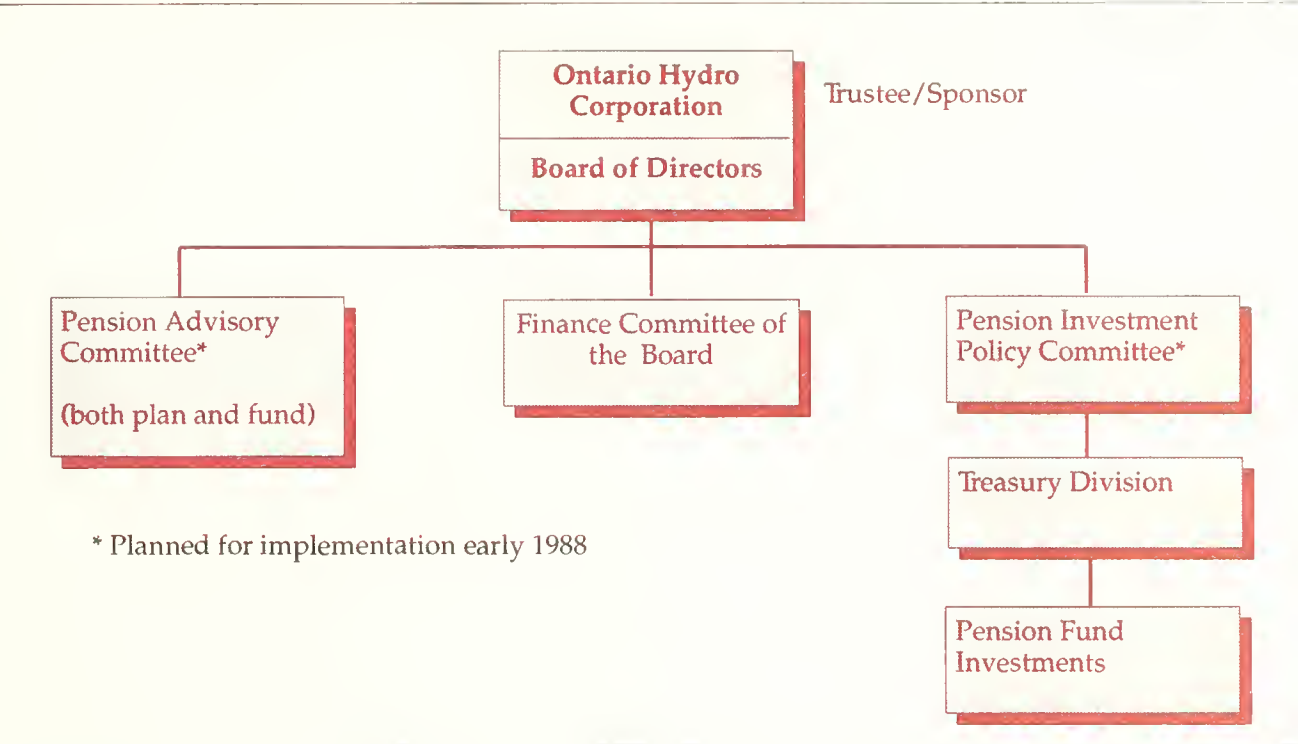 Ontario Hydro
Corporation
Trustee/Sponsor
Board of Directors
Pension Advisory
Committee*
(both plan and fund)
Finance Committee of
the Board
Pension Investment
Policy Committee*
Treasury Division
* Planned for implementation early 1988
Pension Fund
Investments